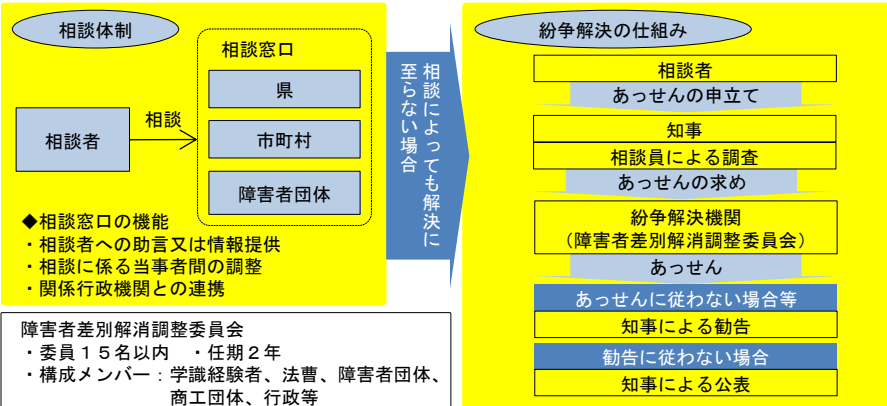 相談体制
相談窓口
県
市町村
障害者団体
相談者
相談
◆相談窓口の機能
・相談者への助言又は情報提供
・相談に係る当事者間の調整
・関係行政機関との連携
障害者差別解消調整委員会
・委員15名以内 ・任期2年
・構成メンバー：学識経験者、法曹、障害者団体、
商工団体、行政等
相談によっても解決に
至らない場合
紛争解決の仕組み
相談者
あっせんの申立て
知事
相談員による調査
あっせんの求め
紛争解決機関
（障害者差別解消調整委員会）
あっせん
あっせんに従わない場合等
知事による勧告
勧告に従わない場合
知事による公表